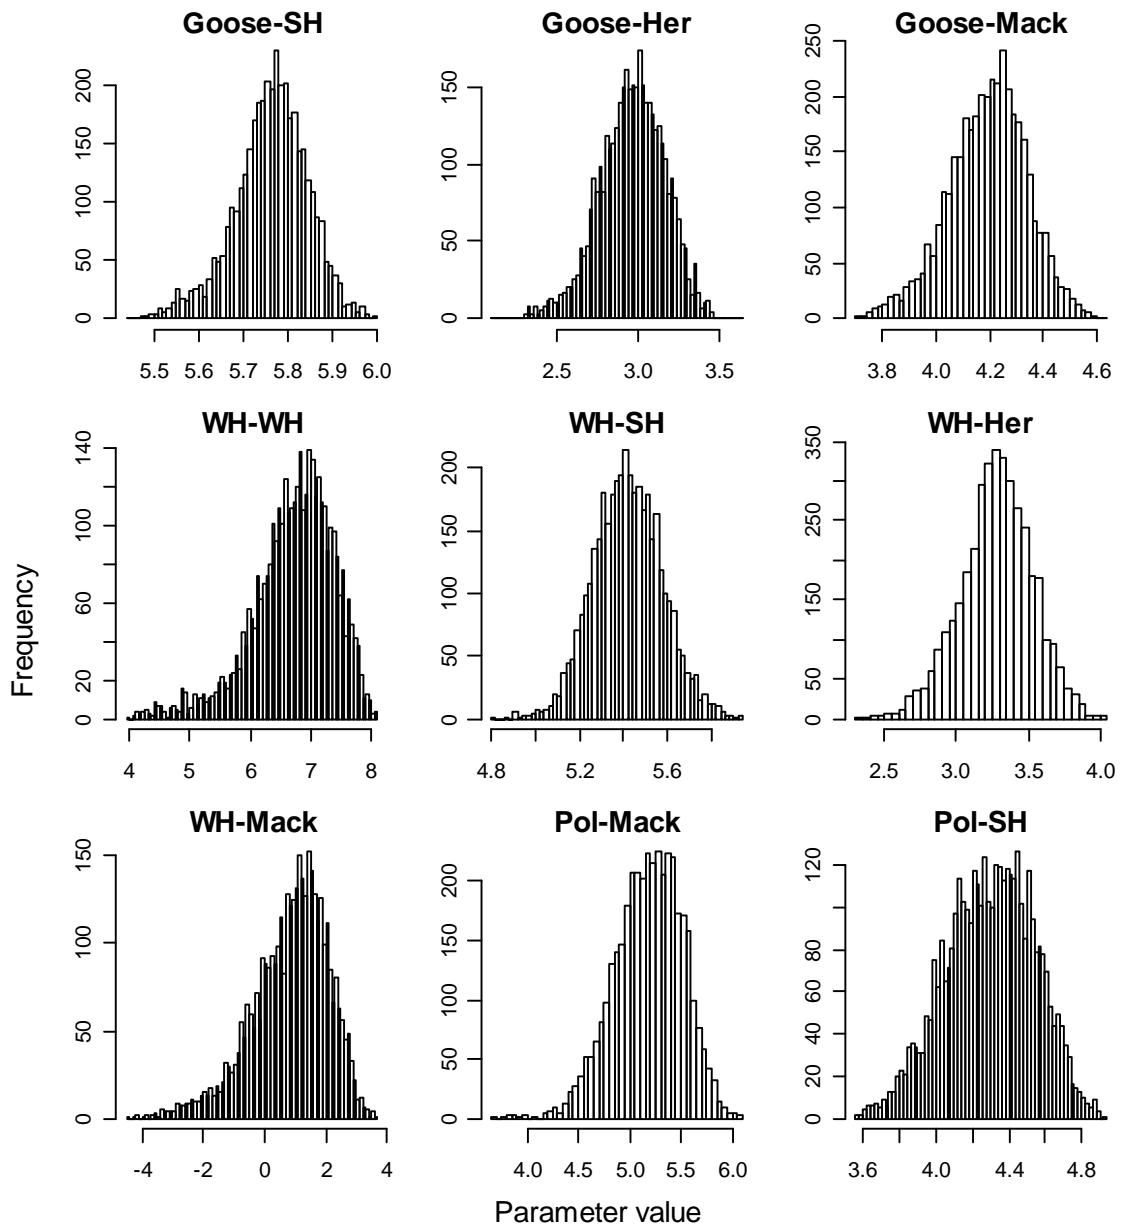 Goose-SH Goose-Her Goose-Mack
0 50 100 150 200
0 50 100 150
0 50 100 150 200 250
5.5 5.6 5.7 5.8 5.9 6.0
2.5 3.0 3.5
3.8 4.0 4.2 4.4 4.6
WH-WH WH-SH WH-Her
0 20 60 100 140
0 50 100 150 200
0 50 150 250 350
4 5 6 7 8
4.8 5.2 5.6
2.5 3.0 3.5 4.0
WH-Mack Pol-Mack Pol-SH
0 50 100 150
0 50 100 150 200
0 20 40 60 80 120
-4 -2 0 2 4
4.0 4.5 5.0 5.5 6.0
3.6 4.0 4.4 4.8
Frequency
Parameter value